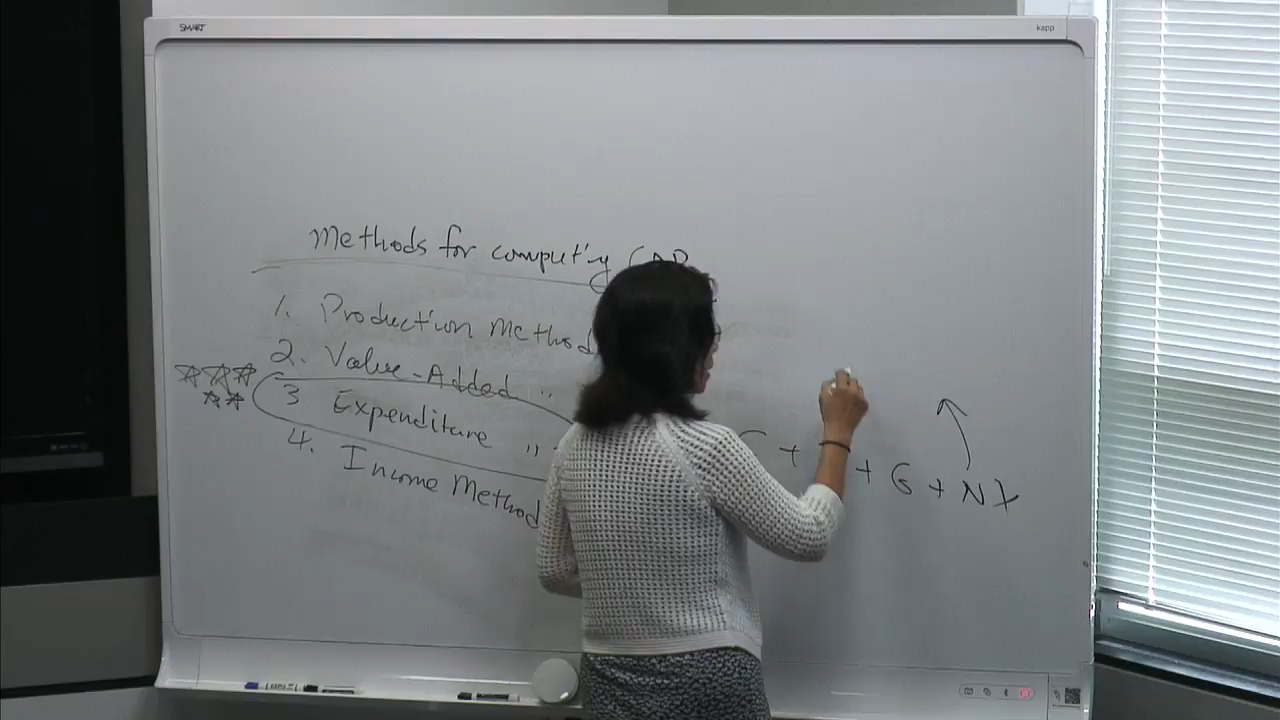 SMART kapp
Methods for computing
1. Production Method
2. Value-Added "
3 Expenditure "
4. Income Method
C + + G + NX